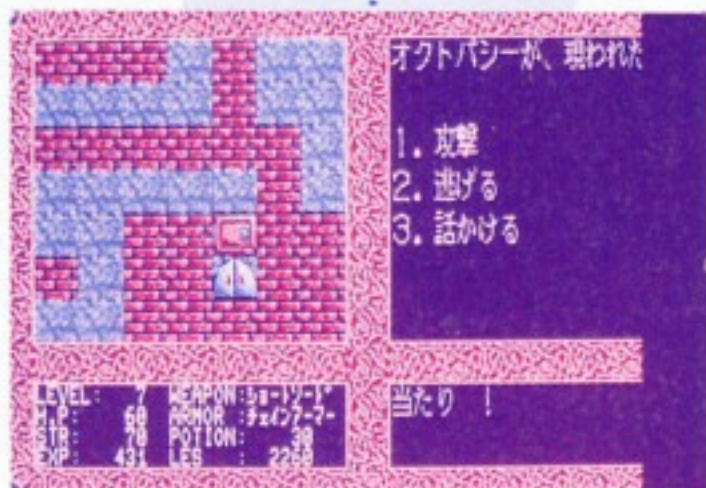 オクトパシーが、現われた
1. 攻撃
2. 逃げる
3. 話かける
LEVEL: 7 WEAPON:ショートソード
H.P: 60 ARMOR :チェインアーマー
STR: 70 POTION: 30
EXP: 431 LES : 2260
当たり !